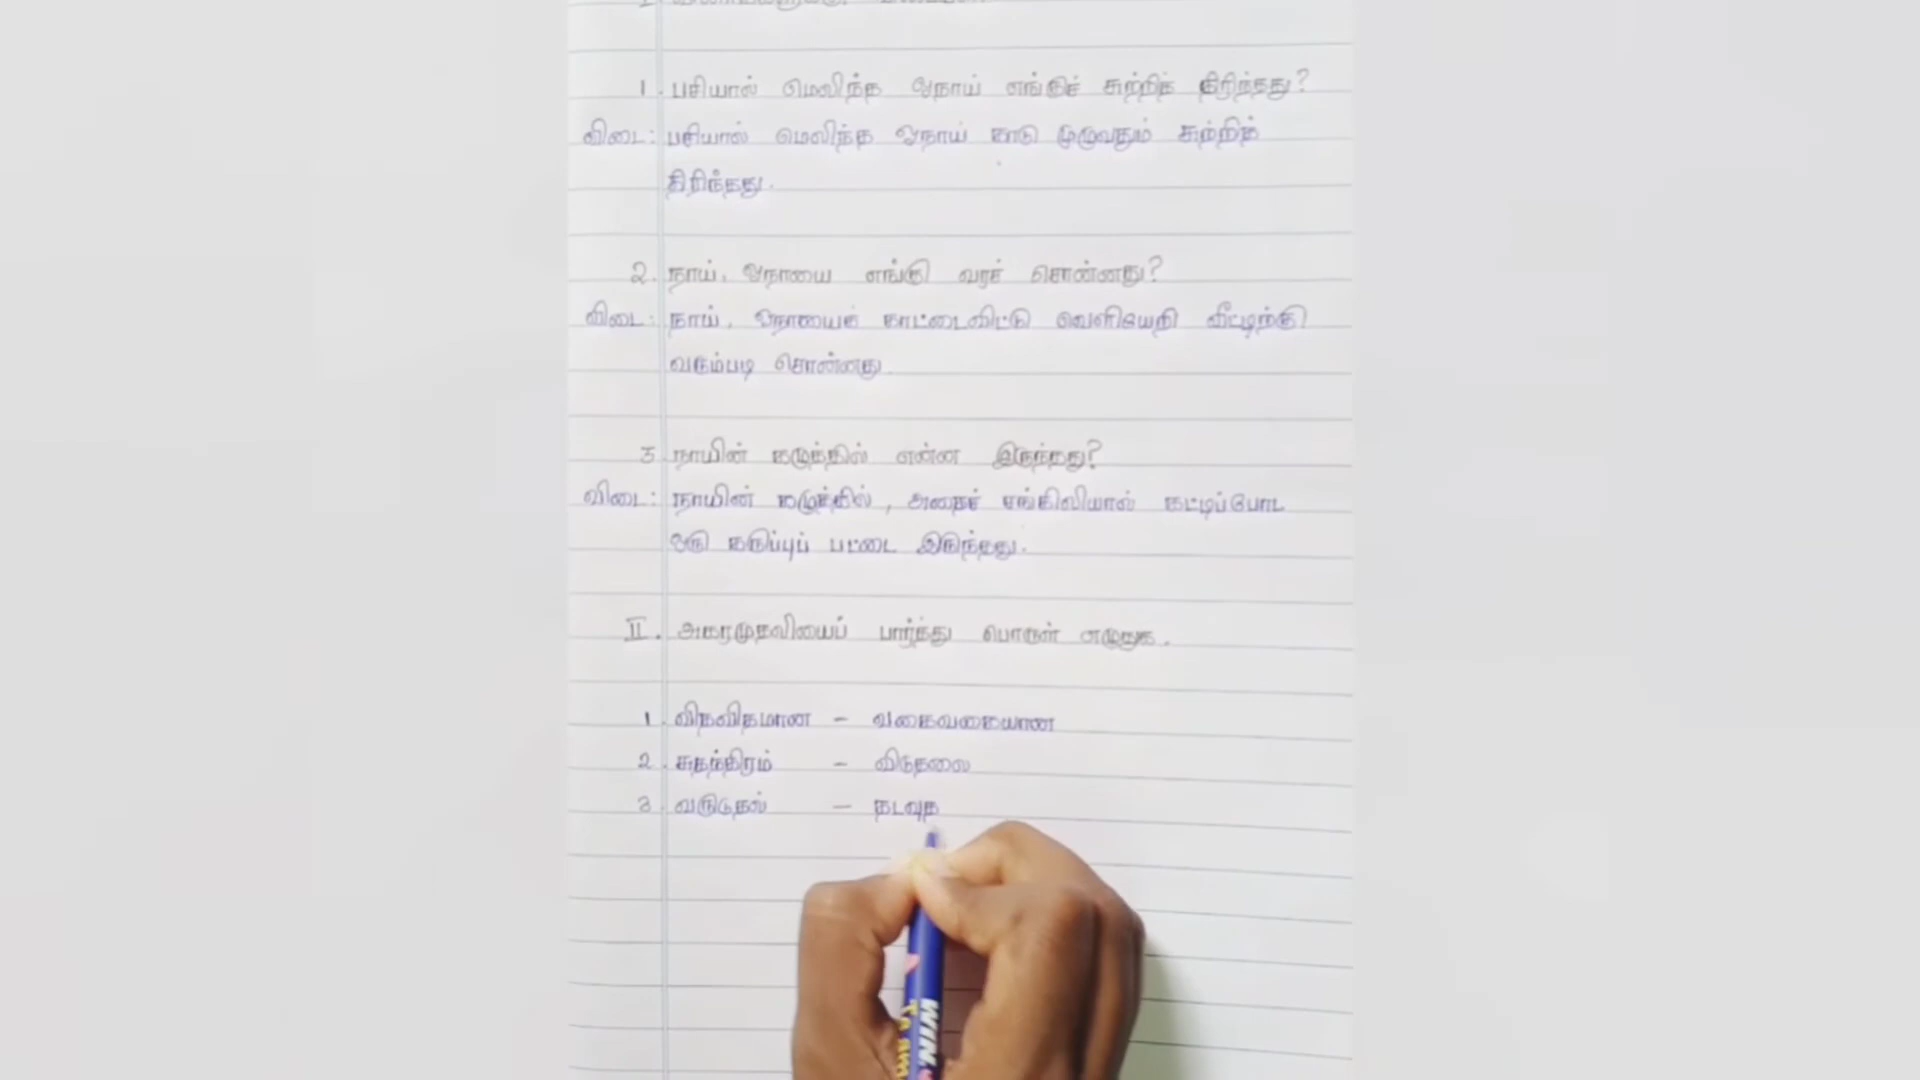 1. பசியால் மெலிந்த ஓநாய் எங்குச் சுற்றித் திரிந்தது?
விடை: பசியால் மெலிந்த ஓநாய் காடு முழுவதும் சுற்றித்
திரிந்தது.
2. நாய், ஓநாயை எங்கு வரச் சொன்னது?
விடை: நாய், ஓநாயைக் காட்டைவிட்டு வெளியேறி வீட்டிற்கு
வரும்படி சொன்னது.
3. நாயின் கழுத்தில் என்ன இருந்தது?
விடை: நாயின் கழுத்தில், அதைச் சங்கிலியால் கட்டிப்போட
ஒரு கருப்புப் பட்டை இருந்தது.
II. அகரமுதலியைப் பார்த்து பொருள் எழுதுக.
1. விதவிதமான - வகைவகையான
2. சுதந்திரம் - விடுதலை
3. வருடுதல் - தடவுத
WIN
Team